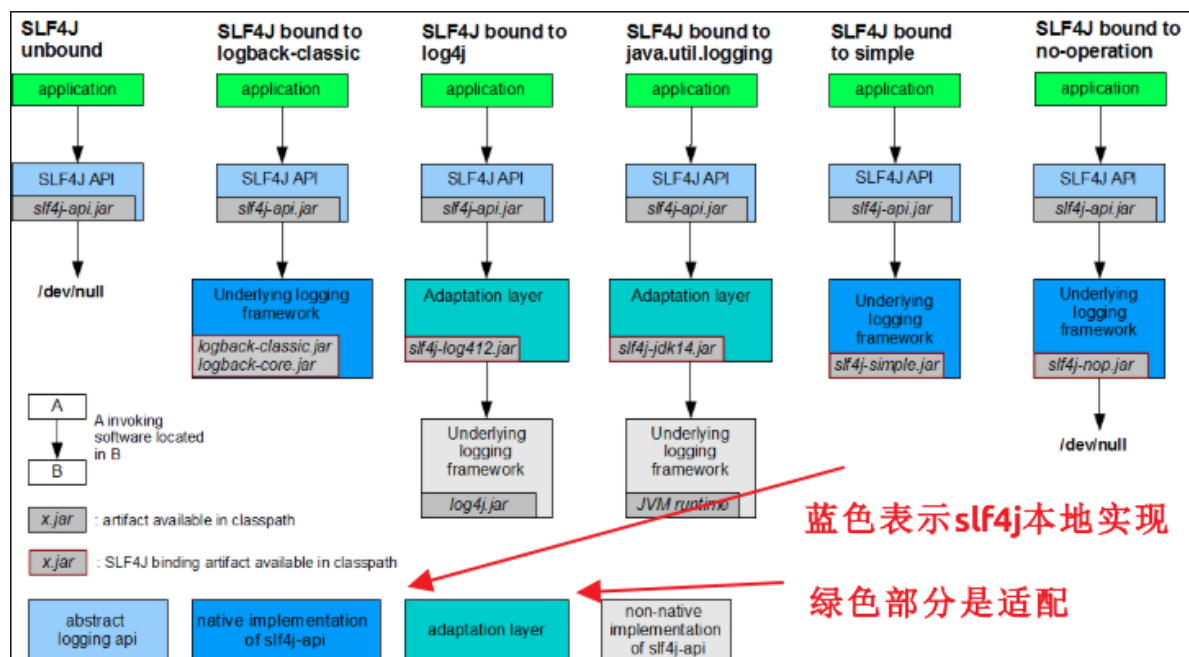 SLF4J
unbound
SLF4J bound to
logback-classic
SLF4J bound to
log4j
SLF4J bound to
java.util.logging
SLF4J bound
to simple
SLF4J bound to
no-operation
application
application
application
application
application
application
SLF4J API
slf4j-api.jar
SLF4J API
slf4j-api.jar
SLF4J API
slf4j-api.jar
SLF4J API
slf4j-api.jar
SLF4J API
slf4j-api.jar
SLF4J API
slf4j-api.jar
/dev/null
Underlying logging
framework
logback-classic.jar
logback-core.jar
Adaptation layer
slf4j-log412.jar
Adaptation layer
slf4j-jdk14.jar
Underlying
logging
framework
slf4j-simple.jar
Underlying
logging
framework
slf4j-nop.jar
A
B
A invoking
software located
in B
Underlying
logging
framework
log4j.jar
Underlying
logging
framework
JVM runtime
/dev/null
x.jar
: artifact available in classpath
x.jar
: SLF4J binding artifact available in classpath
蓝色表示slf4j本地实现
绿色部分是适配
abstract
logging api
native implementation
of slf4j-api
adaptation layer
non-native
implementation
of slf4j-api